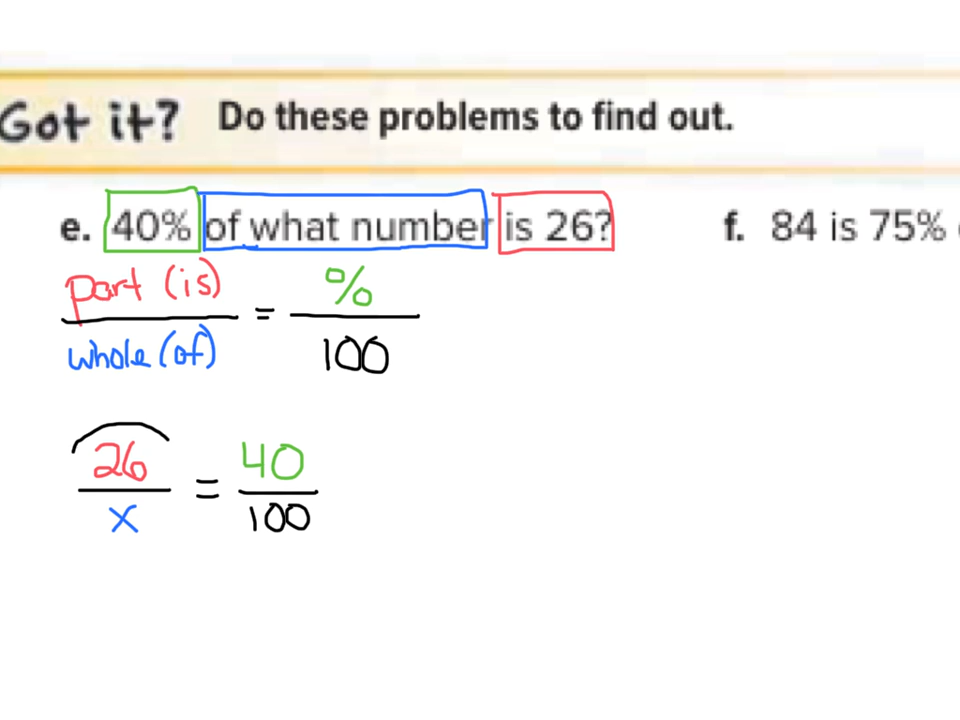 Got it? Do these problems to find out.
e. 40% of what number is 26? f. 84 is 75%
part (is) = %
whole (of) 100
26 = 40
x 100